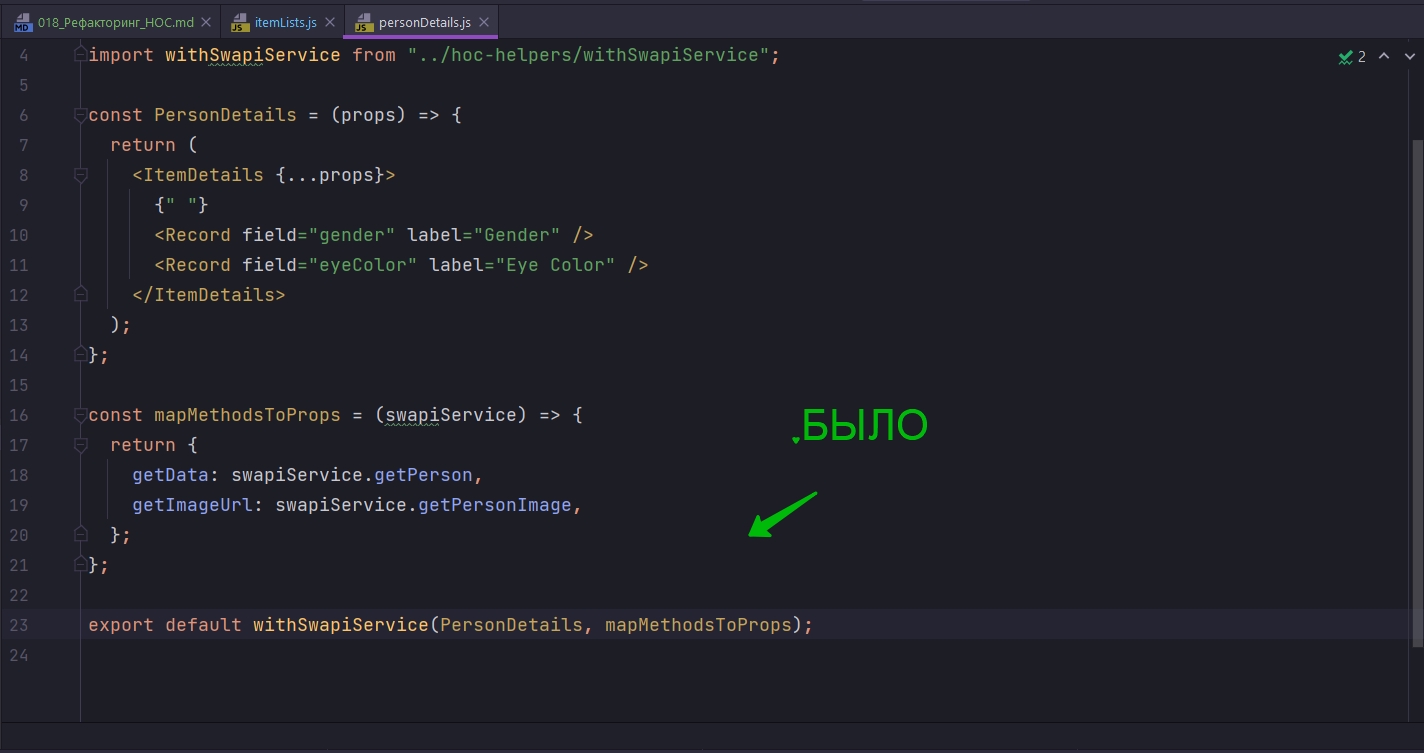 018_Рефакторинг_HOC.md
itemLists.js
personDetails.js
2
4 import withSwapiService from "../hoc-helpers/withSwapiService";
5
6 const PersonDetails = (props) => {
7 return (
8 <ItemDetails {...props}>
9 {" "}
10 <Record field="gender" label="Gender" />
11 <Record field="eyeColor" label="Eye Color" />
12 </ItemDetails>
13 );
14 };
15
16 const mapMethodsToProps = (swapiService) => {
БЫЛО
17 return {
18 getData: swapiService.getPerson,
19 getImageUrl: swapiService.getPersonImage,
20 };
21 };
22
23 export default withSwapiService(PersonDetails, mapMethodsToProps);
24